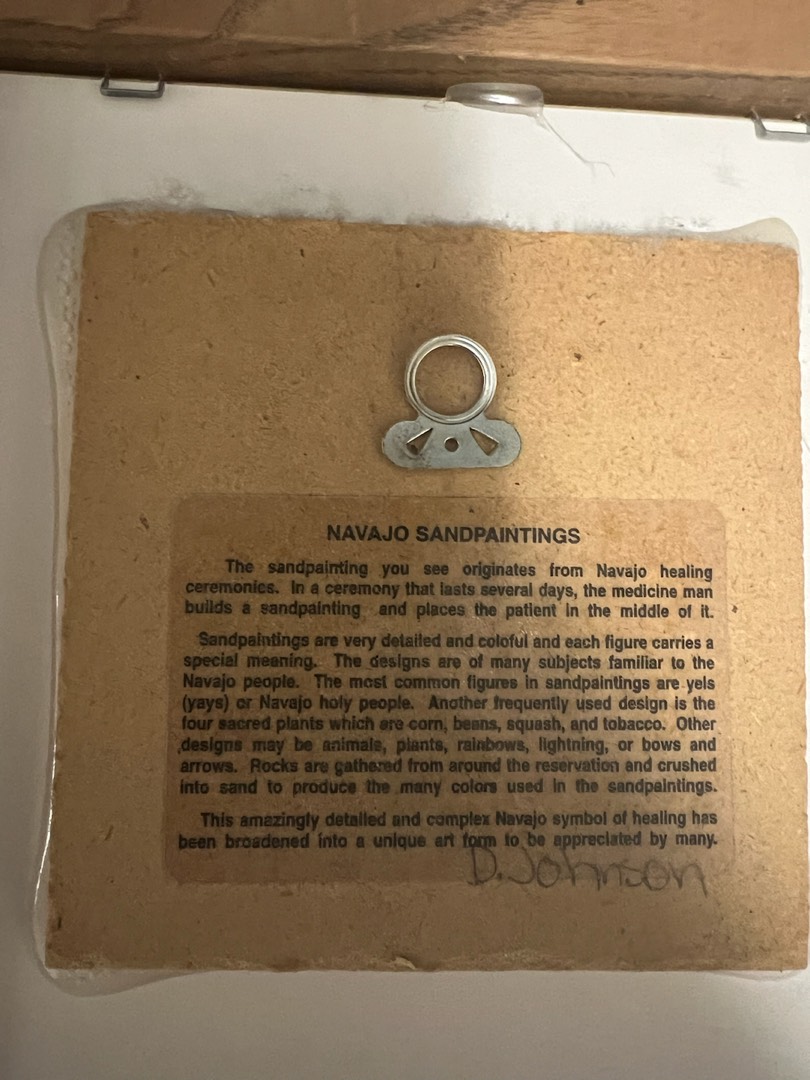 NAVAJO SANDPAINTINGS
The sandpainting you see originates from Navajo healing
ceremonies. In a ceremony that lasts several days, the medicine man
builds a sandpainting and places the patient in the middle of it.
Sandpaintings are very detailed and coloful and each figure carries a
special meaning. The designs are of many subjects familiar to the
Navajo people. The most common figures in sandpaintings are yeis
(yays) or Navajo holy people. Another frequently used design is the
four sacred plants which are corn, beans, squash, and tobacco. Other
designs may be animals, plants, rainbows, lightning, or bows and
arrows. Rocks are gathered from around the reservation and crushed
into sand to produce the many colors used in the sandpaintings.
This amazingly detailed and complex Navajo symbol of healing has
been broadened into a unique art form to be appreciated by many.
D. Johnson